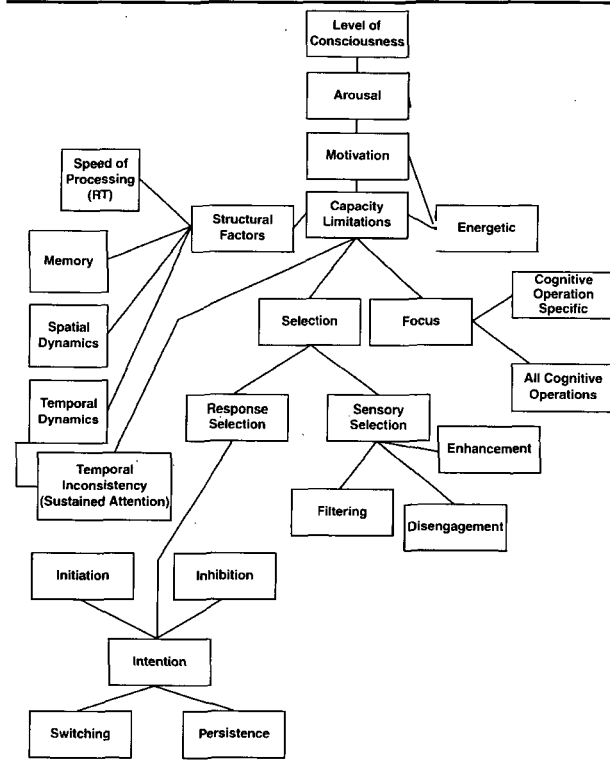 Level of
Consciousness
Arousal
Motivation
Speed of
Processing
(RT)
Capacity
Limitations
Structural
Factors
Energetic
Memory
Cognitive
Operation
Specific
Spatial
Dynamics
Selection
Focus
All Cognitive
Operations
Temporal
Dynamics
Response
Selection
Sensory
Selection
Enhancement
Temporal
Inconsistency
(Sustained Attention)
Filtering
Disengagement
Initiation
Inhibition
Intention
Switching
Persistence